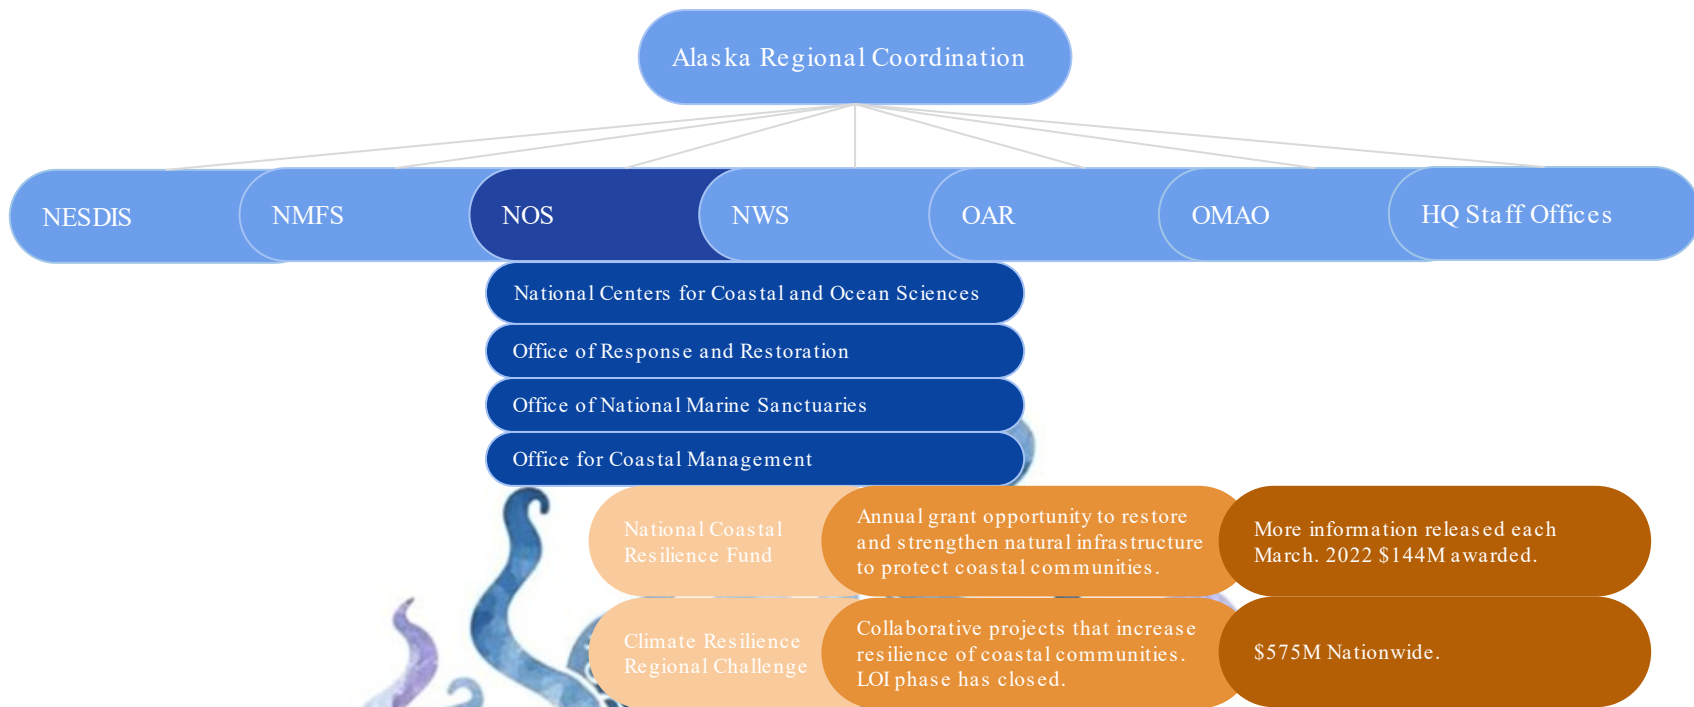 Alaska Regional Coordination
NESDIS
NMFS
NOS
NWS
OAR
OMAO
HQ Staff Offices
National Centers for Coastal and Ocean Sciences
Office of Response and Restoration
Office of National Marine Sanctuaries
Office for Coastal Management
National Coastal
Resilience Fund
Annual grant opportunity to restore
and strengthen natural infrastructure
to protect coastal communities.
More information released each
March. 2022 $144M awarded.
Climate Resilience
Regional Challenge
Collaborative projects that increase
resilience of coastal communities.
LOI phase has closed.
$575M Nationwide.